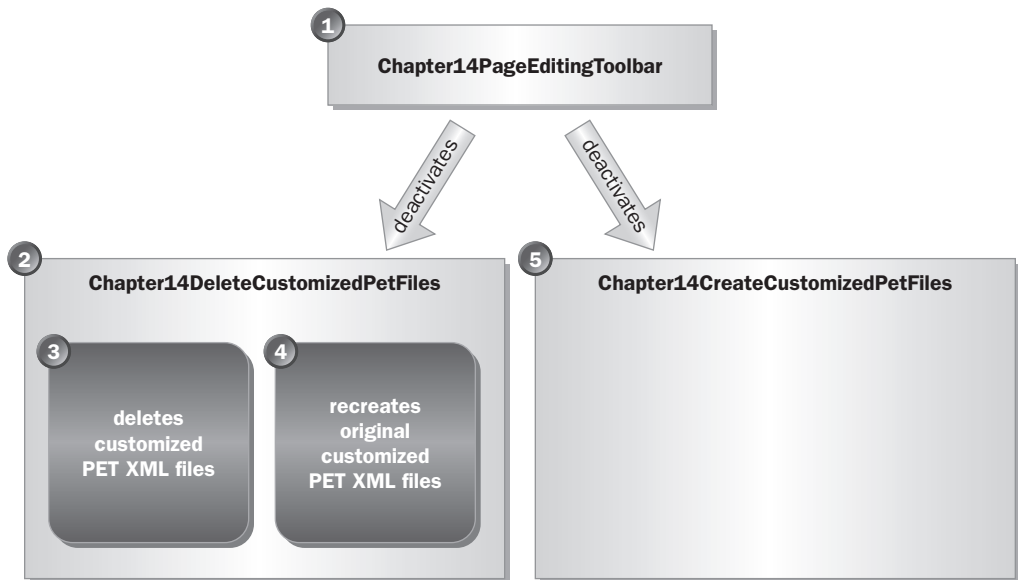 1
Chapter14PageEditingToolbar
deactivates
deactivates
2
Chapter14DeleteCustomizedPetFiles
3
deletes
customized
PET XML files
4
recreates
original
customized
PET XML files
5
Chapter14CreateCustomizedPetFiles